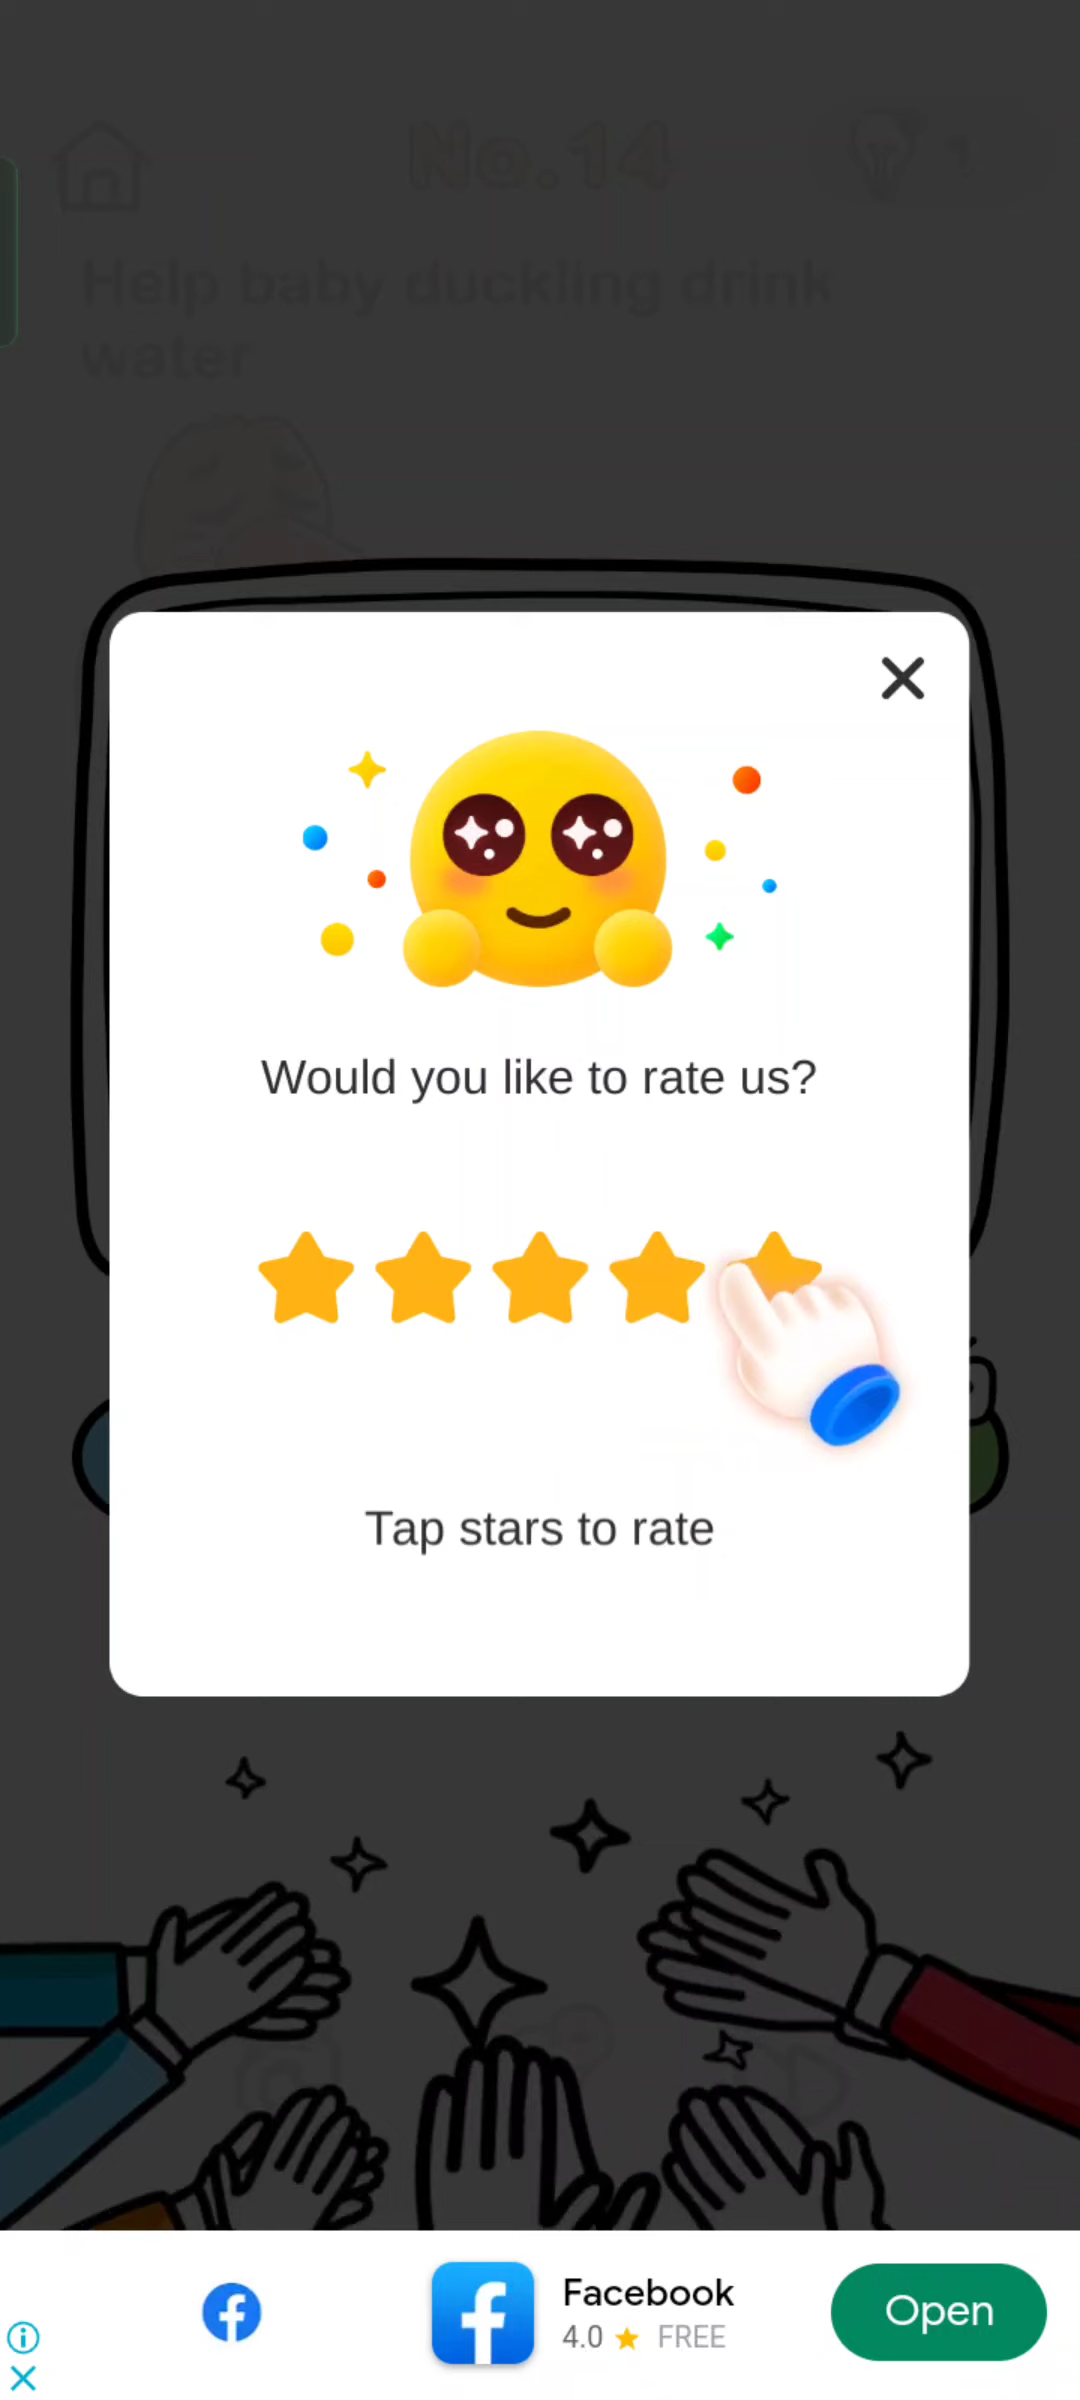 No.14
Help baby duckling drink
water
Would you like to rate us?
Tap stars to rate
Facebook
4.0 FREE
Open